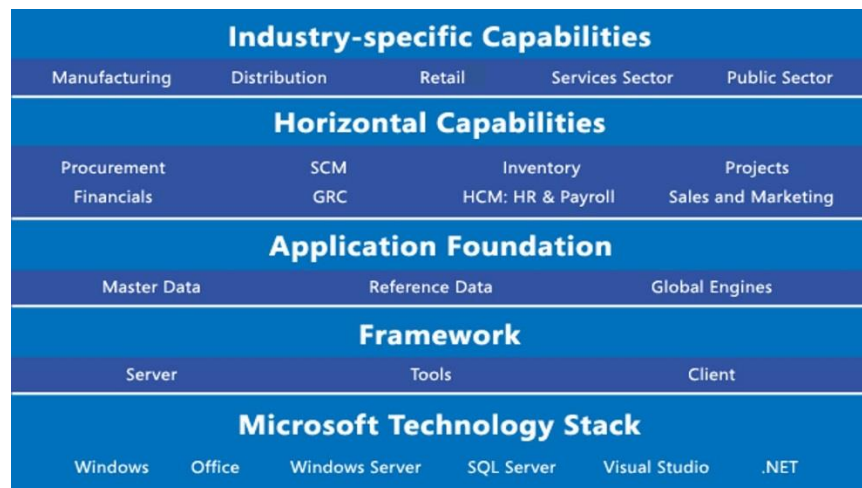 Industry-specific Capabilities
Manufacturing Distribution Retail Services Sector Public Sector
Horizontal Capabilities
Procurement SCM Inventory Projects
Financials GRC HCM: HR & Payroll Sales and Marketing
Application Foundation
Master Data Reference Data Global Engines
Framework
Server Tools Client
Microsoft Technology Stack
Windows Office Windows Server SQL Server Visual Studio .NET